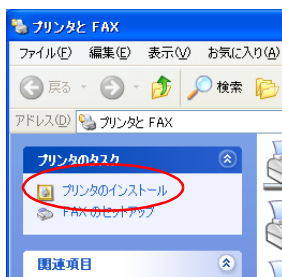 プリンタと FAX
ファイル(F) 編集(E) 表示(V) お気に入り(A)
戻る 検索
アドレス(D) プリンタと FAX
プリンタのタスク
プリンタのインストール
FAX のセットアップ
関連項目